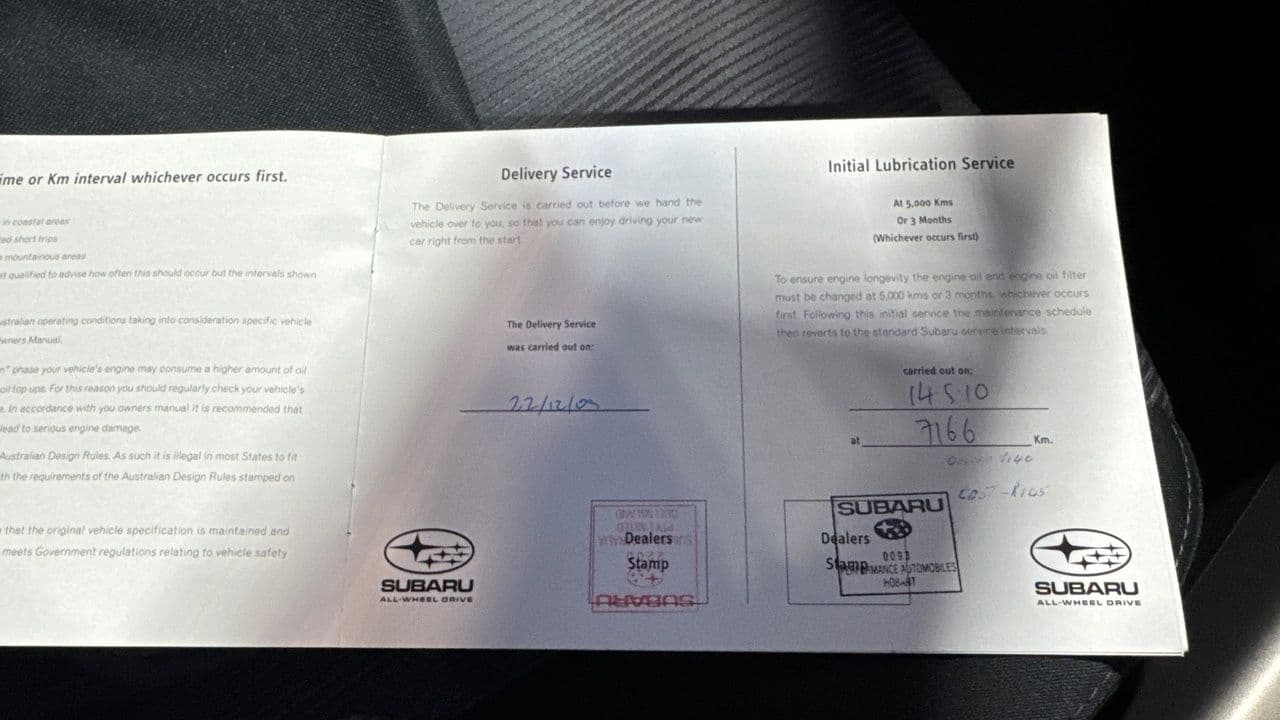 ime or Km interval whichever occurs first.
in coastal areas
ed short trips
mountainous areas
t qualified to advise how often this should occur but the intervals shown
ustralian operating conditions taking into consideration specific vehicle
wners Manual.
n" phase your vehicle's engine may consume a higher amount of oil
oil top ups. For this reason you should regularly check your vehicle's
e. In accordance with you owners manual it is recommended that
lead to serious engine damage.
Australian Design Rules. As such it is illegal in most States to fit
th the requirements of the Australian Design Rules stamped on
that the original vehicle specification is maintained and
meets Government regulations relating to vehicle safety
Delivery Service
The Delivery Service is carried out before we hand the
vehicle over to you, so that you can enjoy driving your new
car right from the start
The Delivery Service
was carried out on:
22/12/09
Dealers
Stamp
SUBARU
SUBARU
ALL-WHEEL DRIVE
Initial Lubrication Service
At 5,000 Kms
Or 3 Months
(Whichever occurs first)
To ensure engine longevity the engine oil and engine oil filter
must be changed at 5,000 kms or 3 months, whichever occurs
first. Following this initial service the maintenance schedule
then reverts to the standard Subaru service intervals.
carried out on:
14.5.10
at 7166 Km.
SUBARU
Dealers
0093
Stamp
PERFORMANCE AUTOMOBILES
HOBART
SUBARU
ALL-WHEEL DRIVE